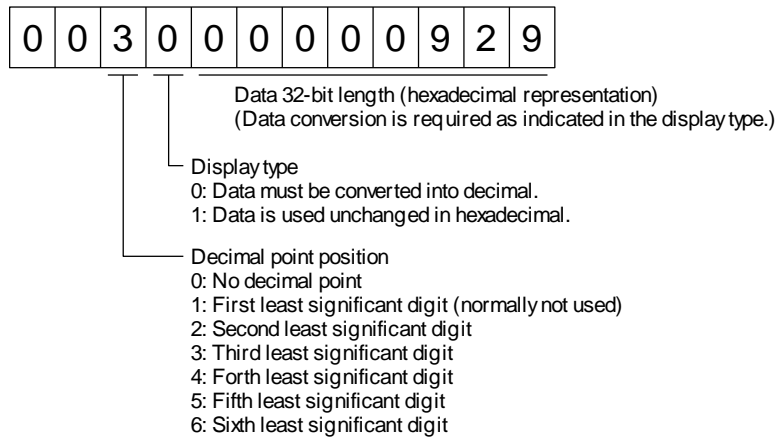 0 0 3 0 0 0 0 0 0 9 2 9
Data 32-bit length (hexadecimal representation)
(Data conversion is required as indicated in the display type.)
Display type
0: Data must be converted into decimal.
1: Data is used unchanged in hexadecimal.
Decimal point position
0: No decimal point
1: First least significant digit (normally not used)
2: Second least significant digit
3: Third least significant digit
4: Forth least significant digit
5: Fifth least significant digit
6: Sixth least significant digit